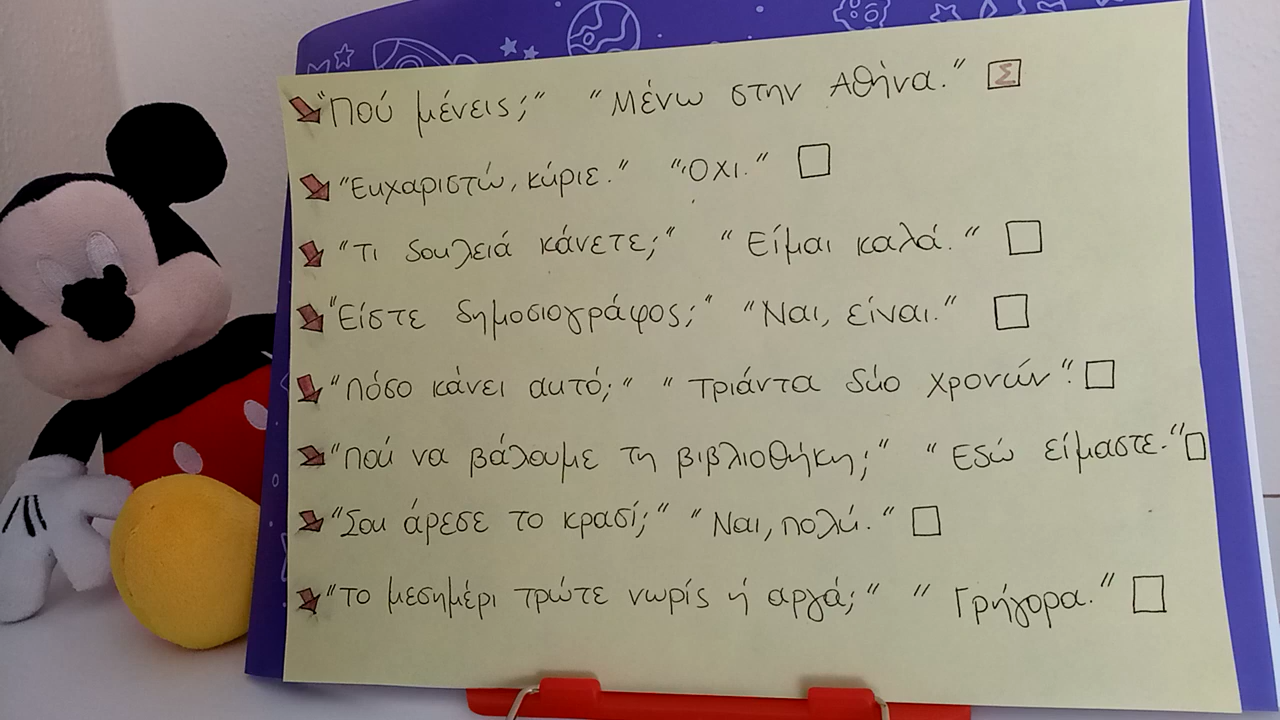 "Πού μένεις;" "Μένω στην Αθήνα." Σ
"Ευχαριστώ, κύριε." "Όχι."
"Τι δουλειά κάνετε;" "Είμαι καλά."
"Είστε δημοσιογράφος;" "Ναι, είναι."
"Πόσο κάνει αυτό;" "Τριάντα δύο χρονών".
"Πού να βάλουμε τη βιβλιοθήκη;" "Εδώ είμαστε."
"Σου άρεσε το κρασί;" "Ναι, πολύ."
"Το μεσημέρι τρώτε νωρίς ή αργά;" "Γρήγορα."